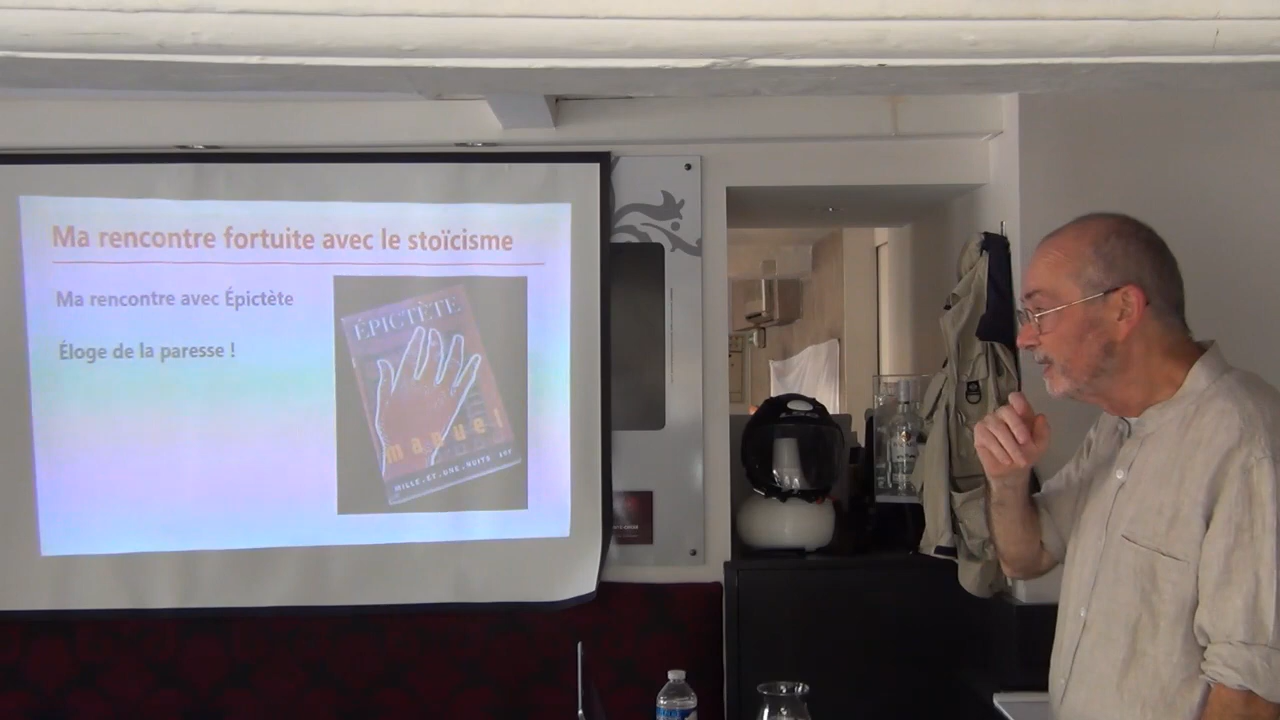 Ma rencontre fortuite avec le stoïcisme
Ma rencontre avec Épictète
Éloge de la paresse !
ÉPICTÈTE
manuel
MILLE·ET·UNE·NUITS 10F